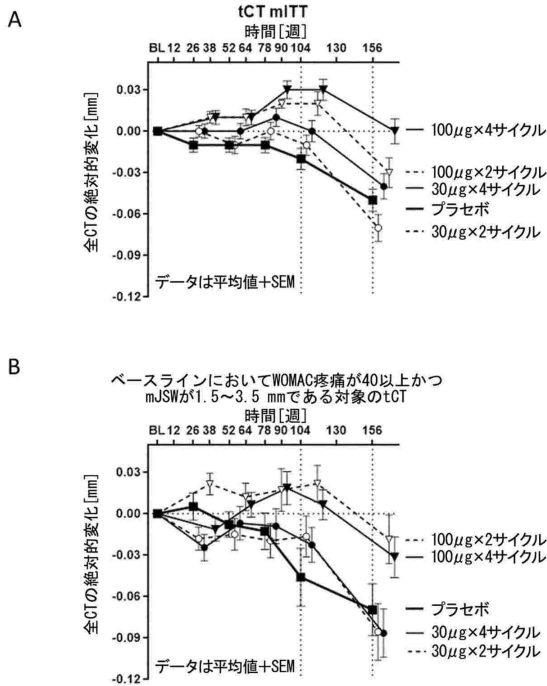 A
tCT mITT
時間[週]
BL 12 26 38 52 64 78 90 104 130 156
0.03
0.00
-0.03
-0.06
-0.09
-0.12
全CTの絶対的変化[mm]
100μg×4サイクル
100μg×2サイクル
30μg×4サイクル
プラセボ
30μg×2サイクル
データは平均値+SEM
B
ベースラインにおいてWOMAC疼痛が40以上かつ
mJSWが1.5～3.5 mmである対象のtCT
時間[週]
BL 12 26 38 52 64 78 90 104 130 156
0.03
0.00
-0.03
-0.06
-0.09
-0.12
全CTの絶対的変化[mm]
100μg×2サイクル
100μg×4サイクル
プラセボ
30μg×4サイクル
30μg×2サイクル
データは平均値+SEM